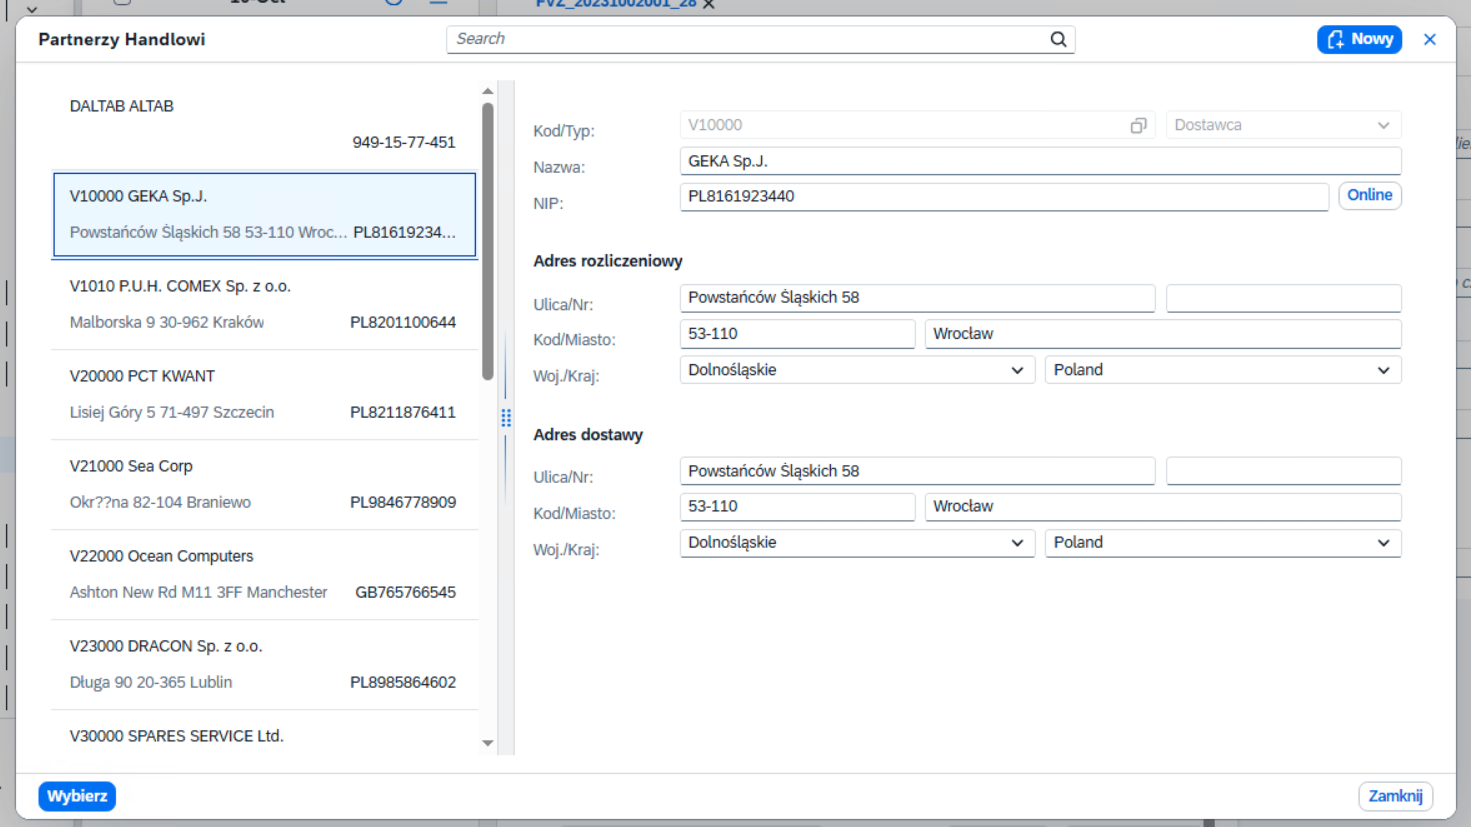 FVZ_20231002001_28
Partnerzy Handlowi
Search
Nowy
DALTAB ALTAB
949-15-77-451
V10000 GEKA Sp.J.
Powstańców Śląskich 58 53-110 Wroc... PL81619234...
V1010 P.U.H. COMEX Sp. z o.o.
Malborska 9 30-962 Kraków PL8201100644
V20000 PCT KWANT
Lisiej Góry 5 71-497 Szczecin PL8211876411
V21000 Sea Corp
Okr??na 82-104 Braniewo PL9846778909
V22000 Ocean Computers
Ashton New Rd M11 3FF Manchester GB765766545
V23000 DRACON Sp. z o.o.
Długa 90 20-365 Lublin PL8985864602
V30000 SPARES SERVICE Ltd.
Kod/Typ: V10000 Dostawca
Nazwa: GEKA Sp.J.
NIP: PL8161923440 Online
Adres rozliczeniowy
Ulica/Nr: Powstańców Śląskich 58
Kod/Miasto: 53-110 Wrocław
Woj./Kraj: Dolnośląskie Poland
Adres dostawy
Ulica/Nr: Powstańców Śląskich 58
Kod/Miasto: 53-110 Wrocław
Woj./Kraj: Dolnośląskie Poland
Wybierz
Zamknij